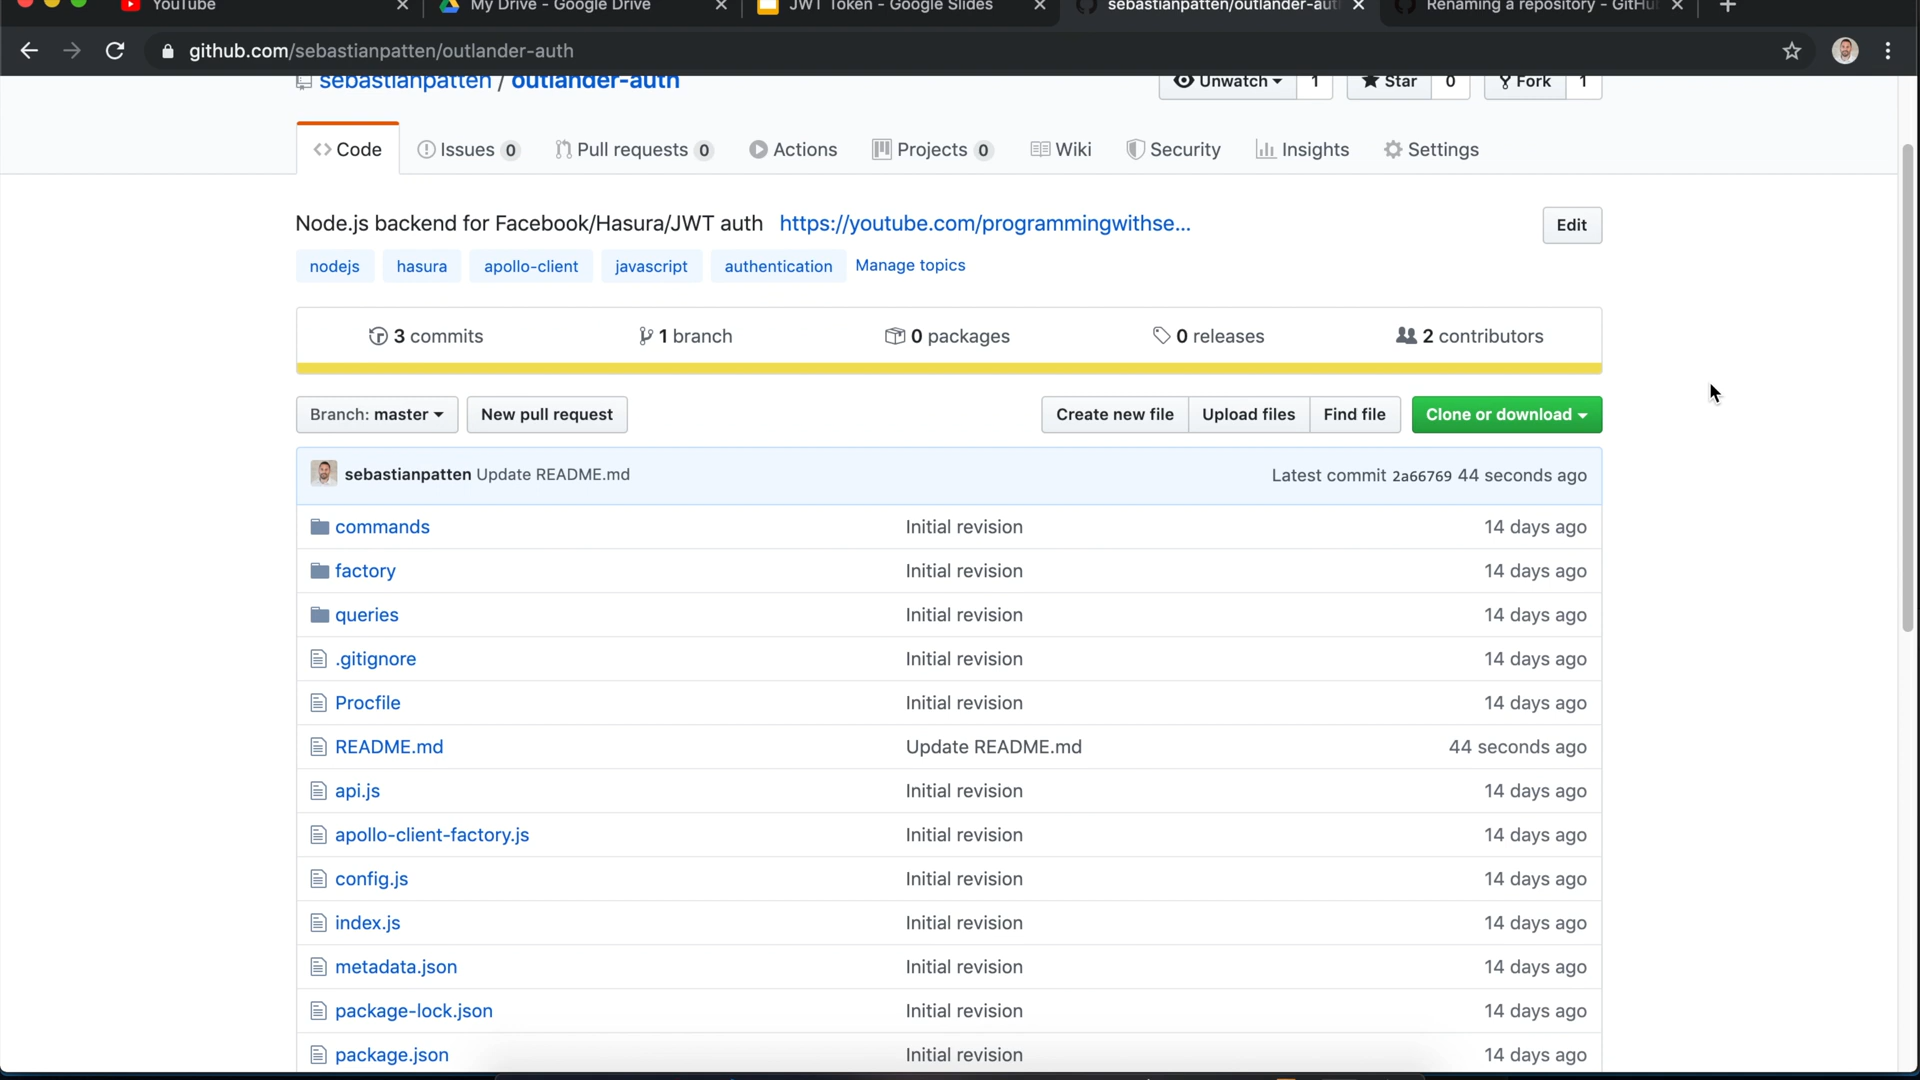 YouTube
My Drive - Google Drive
JWT Token - Google Slides
sebastianpatten/outlander-aut
Renaming a repository - GitHu
github.com/sebastianpatten/outlander-auth
sebastianpatten / outlander-auth
Unwatch 1
Star 0
Fork 1
Code
Issues 0
Pull requests 0
Actions
Projects 0
Wiki
Security
Insights
Settings
Node.js backend for Facebook/Hasura/JWT auth https://youtube.com/programmingwithse...
Edit
nodejs hasura apollo-client javascript authentication Manage topics
3 commits 1 branch 0 packages 0 releases 2 contributors
Branch: master New pull request Create new file Upload files Find file Clone or download
sebastianpatten Update README.md Latest commit 2a66769 44 seconds ago
commands Initial revision 14 days ago
factory Initial revision 14 days ago
queries Initial revision 14 days ago
.gitignore Initial revision 14 days ago
Procfile Initial revision 14 days ago
README.md Update README.md 44 seconds ago
api.js Initial revision 14 days ago
apollo-client-factory.js Initial revision 14 days ago
config.js Initial revision 14 days ago
index.js Initial revision 14 days ago
metadata.json Initial revision 14 days ago
package-lock.json Initial revision 14 days ago
package.json Initial revision 14 days ago